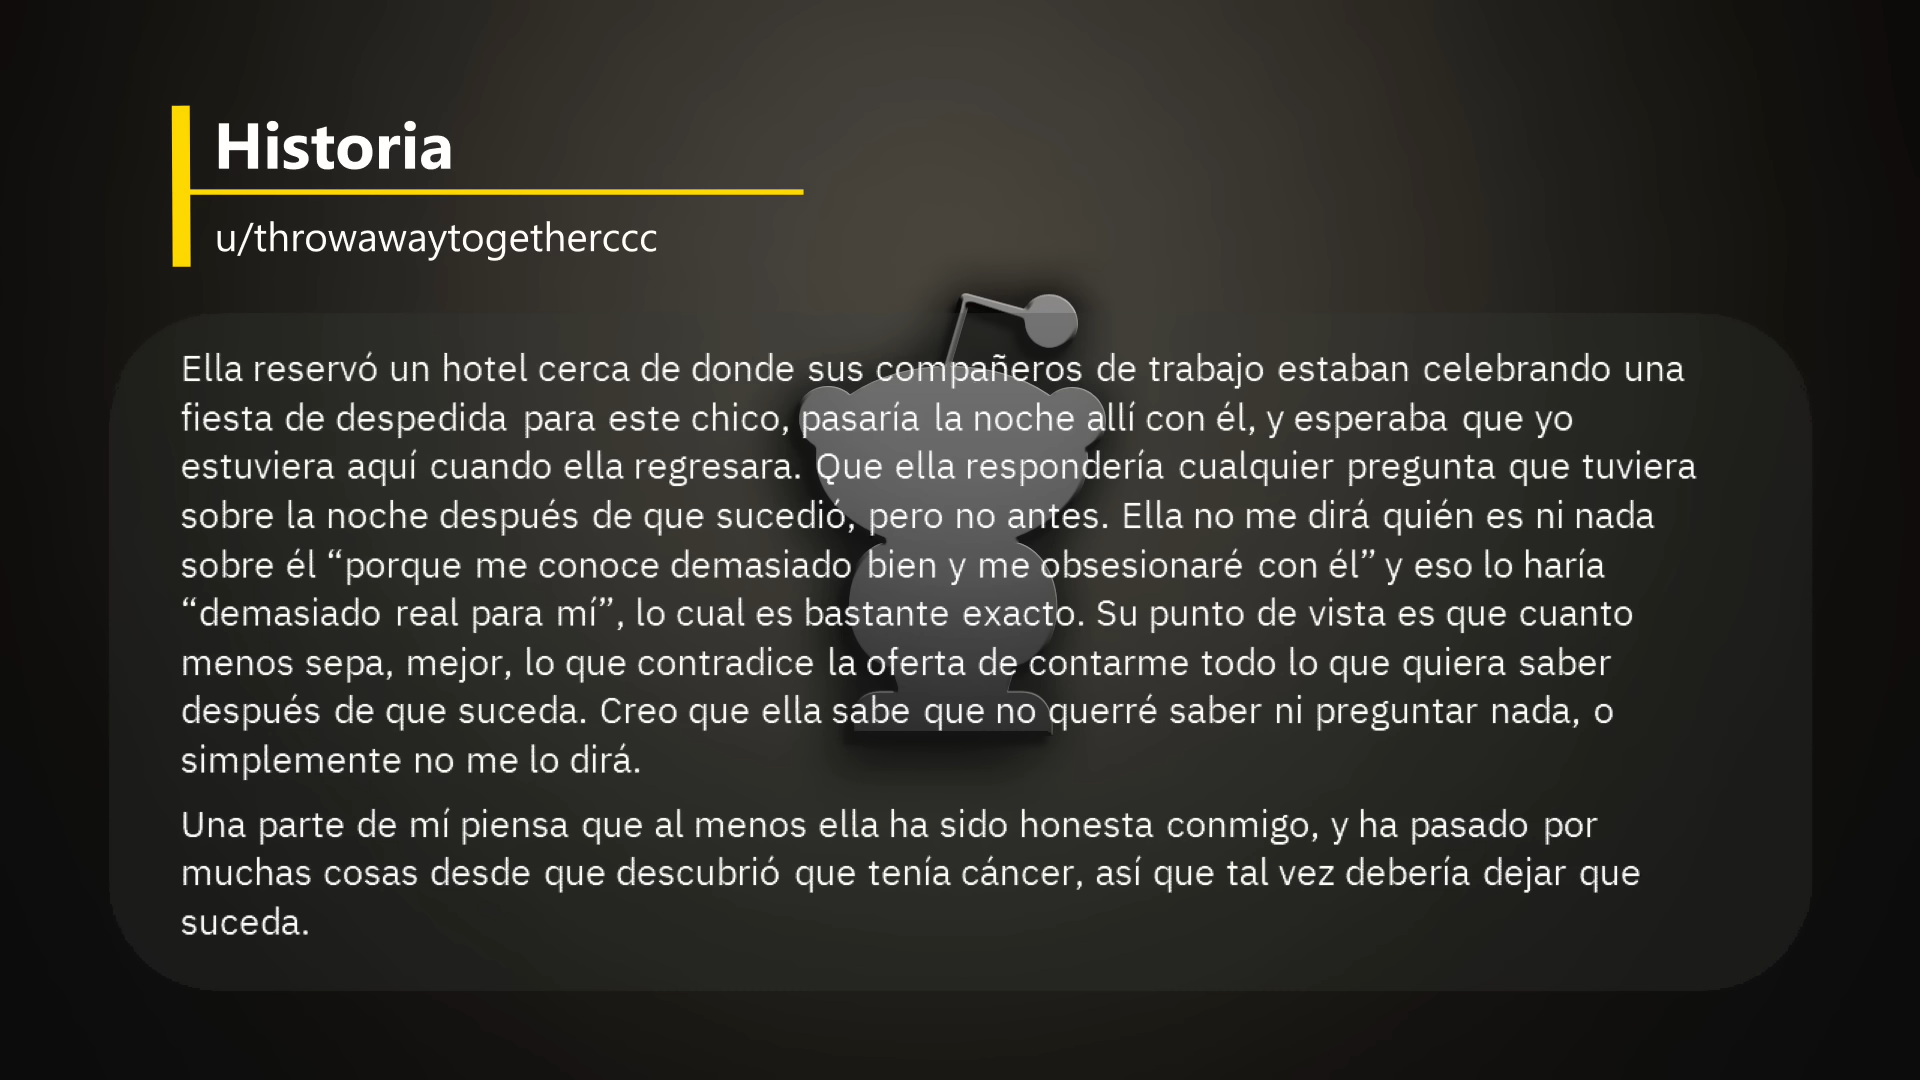 Historia
u/throwawaytogetherccc
Ella reservó un hotel cerca de donde sus compañeros de trabajo estaban celebrando una
fiesta de despedida para este chico, pasaría la noche allí con él, y esperaba que yo
estuviera aquí cuando ella regresara. Que ella respondería cualquier pregunta que tuviera
sobre la noche después de que sucedió, pero no antes. Ella no me dirá quién es ni nada
sobre él “porque me conoce demasiado bien y me obsesionaré con él” y eso lo haría
“demasiado real para mí”, lo cual es bastante exacto. Su punto de vista es que cuanto
menos sepa, mejor, lo que contradice la oferta de contarme todo lo que quiera saber
después de que suceda. Creo que ella sabe que no querré saber ni preguntar nada, o
simplemente no me lo dirá.
Una parte de mí piensa que al menos ella ha sido honesta conmigo, y ha pasado por
muchas cosas desde que descubrió que tenía cáncer, así que tal vez debería dejar que
suceda.